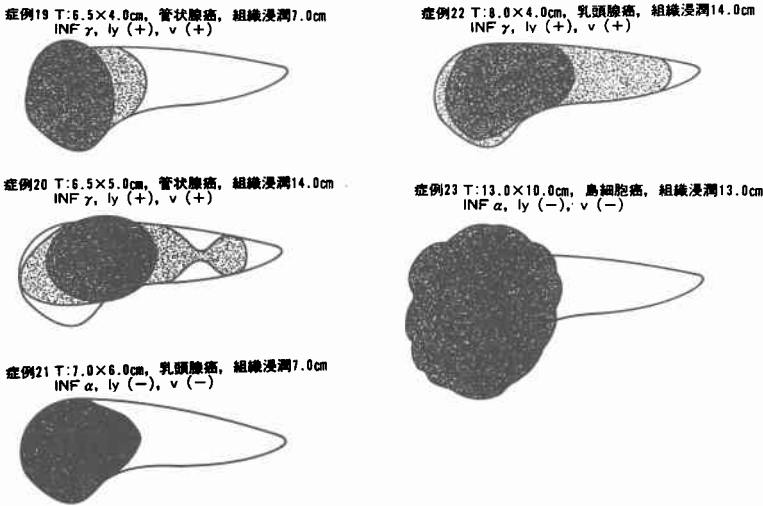 症例19 T:6.5×4.0cm, 管状腺癌, 組織浸潤7.0cm
INF γ, ly (+), v (+)
症例20 T:6.5×5.0cm, 管状腺癌, 組織浸潤14.0cm
INF γ, ly (+), v (+)
症例21 T:7.0×6.0cm, 乳頭腺癌, 組織浸潤7.0cm
INF α, ly (−), v (−)
症例22 T:8.0×4.0cm, 乳頭腺癌, 組織浸潤14.0cm
INF γ, ly (+), v (+)
症例23 T:13.0×10.0cm, 島細胞癌, 組織浸潤13.0cm
INF α, ly (−), v (−)